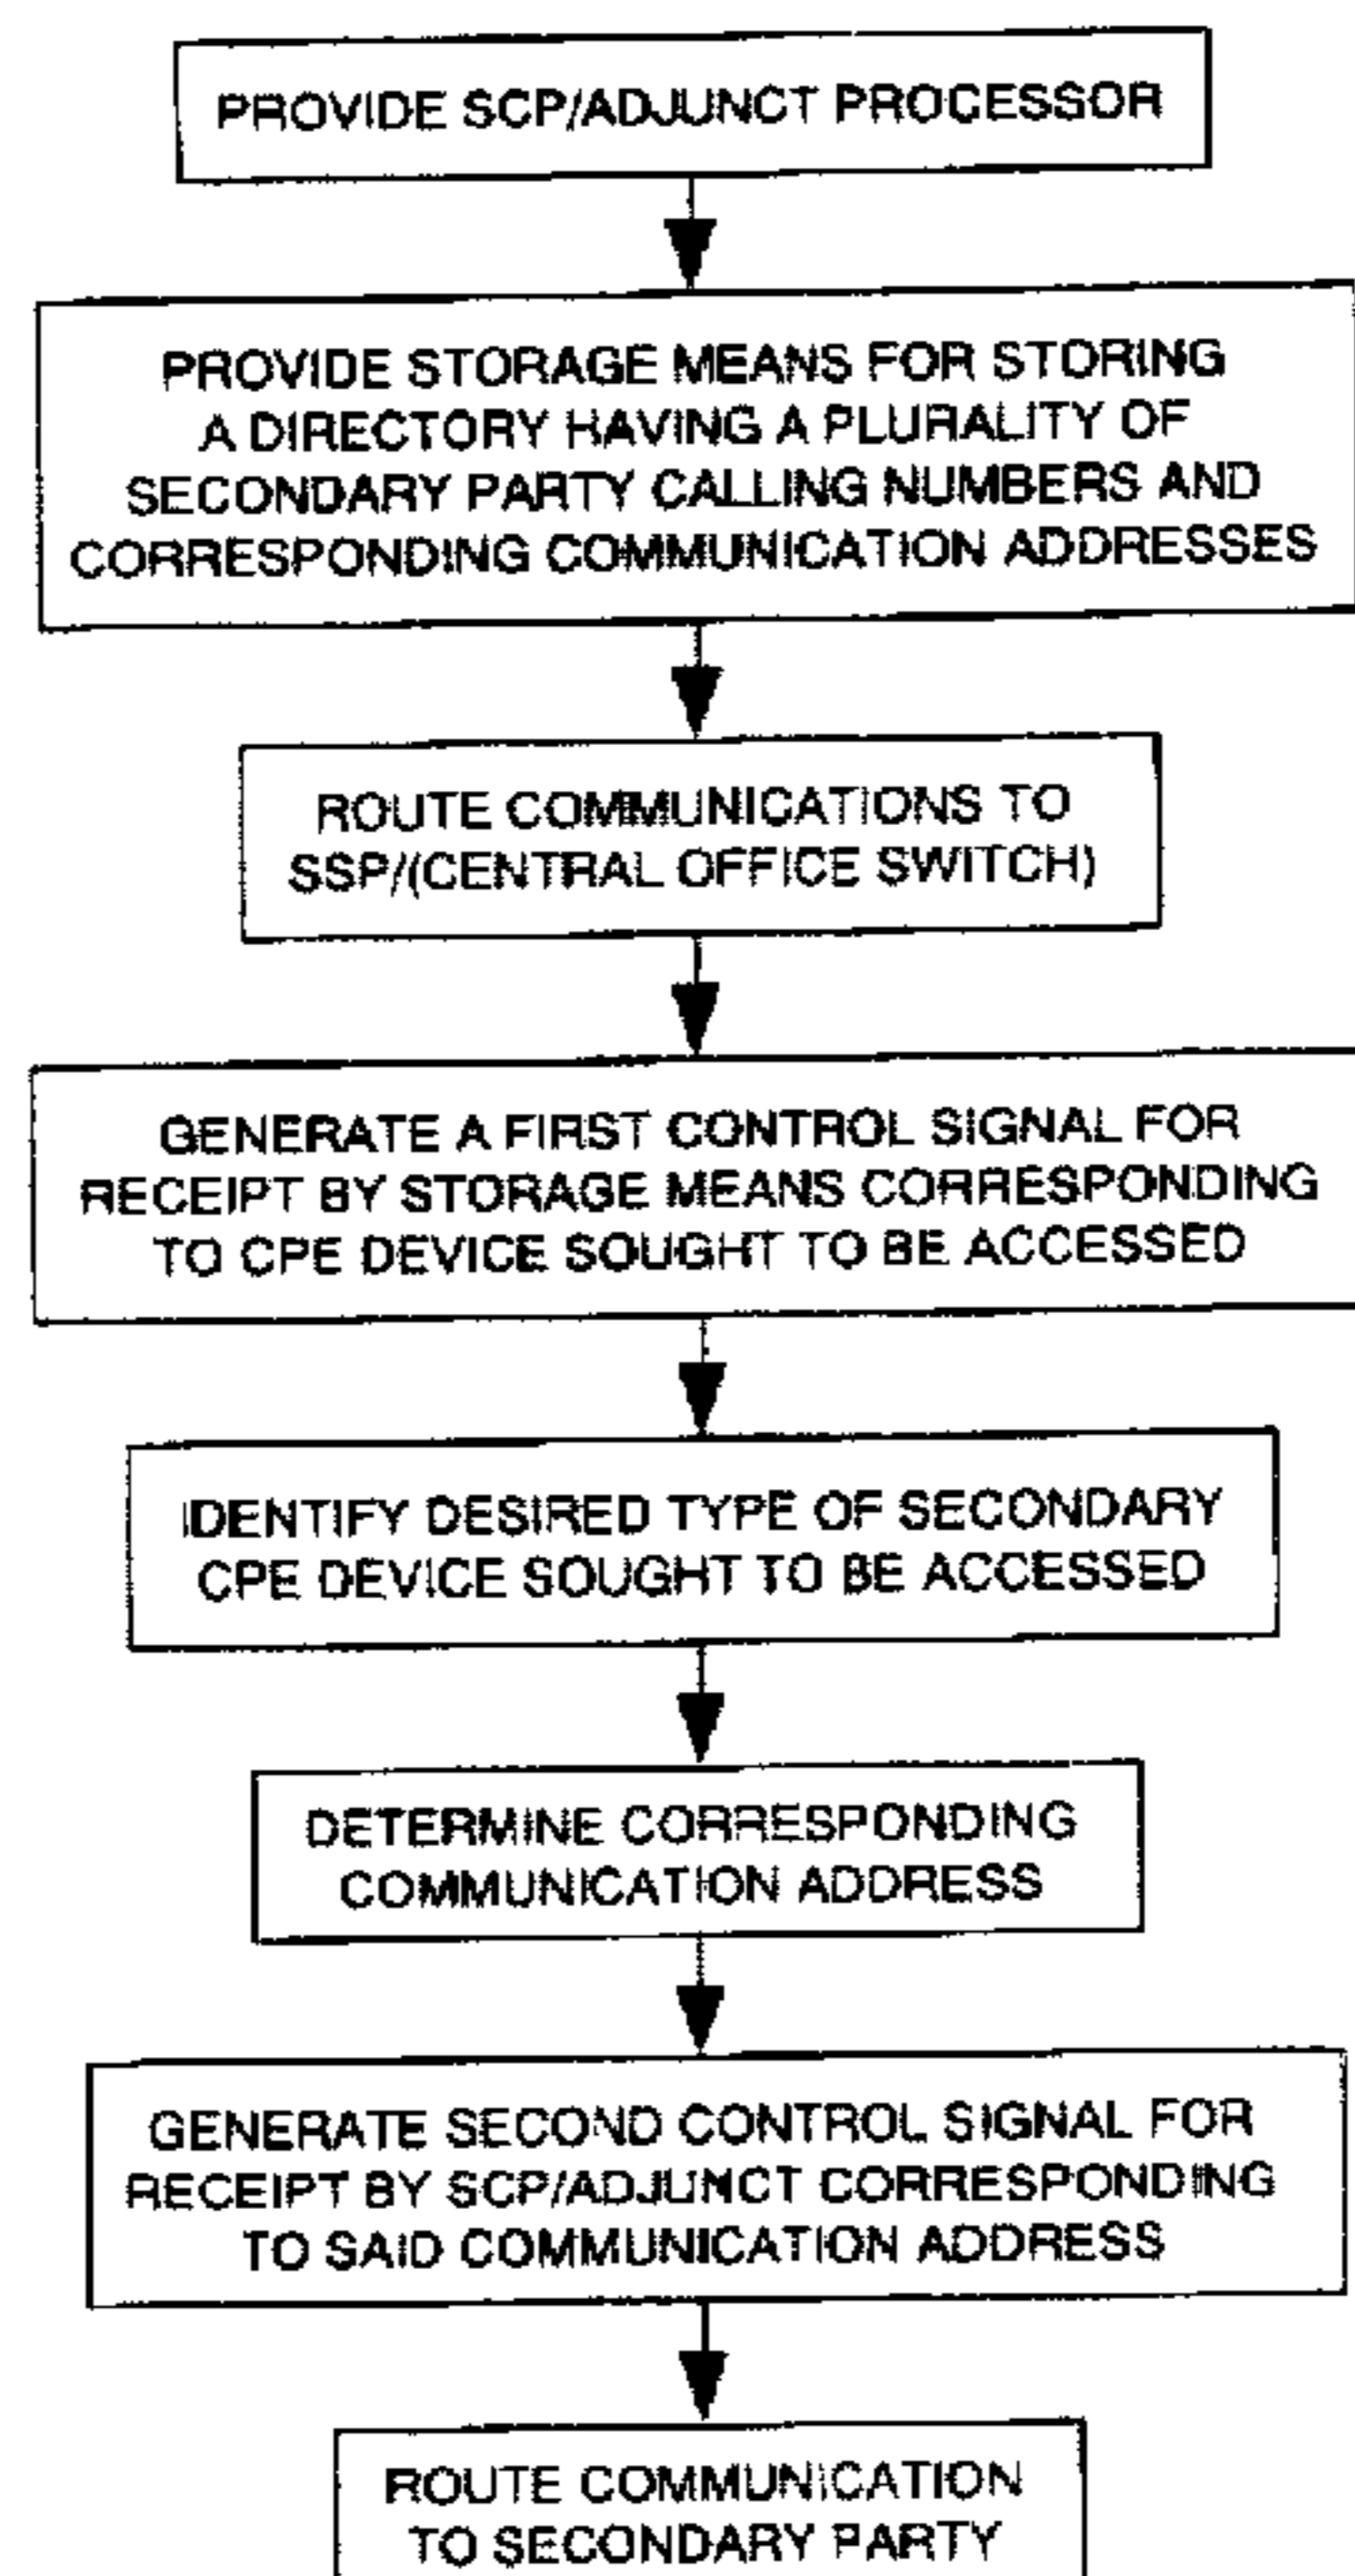 PROVIDE SCP/ADJUNCT PROCESSOR
PROVIDE STORAGE MEANS FOR STORING
A DIRECTORY HAVING A PLURALITY OF
SECONDARY PARTY CALLING NUMBERS AND
CORRESPONDING COMMUNICATION ADDRESSES
ROUTE COMMUNICATIONS TO
SSP/(CENTRAL OFFICE SWITCH)
GENERATE A FIRST CONTROL SIGNAL FOR
RECEIPT BY STORAGE MEANS CORRESPONDING
TO CPE DEVICE SOUGHT TO BE ACCESSED
IDENTIFY DESIRED TYPE OF SECONDARY
CPE DEVICE SOUGHT TO BE ACCESSED
DETERMINE CORRESPONDING
COMMUNICATION ADDRESS
GENERATE SECOND CONTROL SIGNAL FOR
RECEIPT BY SCP/ADJUNCT CORRESPONDING
TO SAID COMMUNICATION ADDRESS
ROUTE COMMUNICATION
TO SECONDARY PARTY